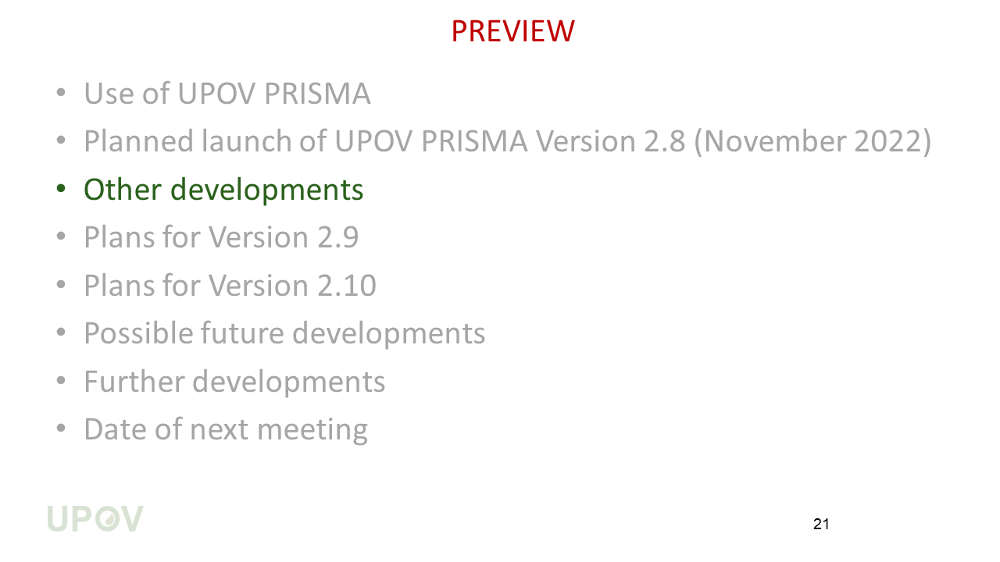 PREVIEW
• Use of UPOV PRISMA
• Planned launch of UPOV PRISMA Version 2.8 (November 2022)
• Other developments
• Plans for Version 2.9
• Plans for Version 2.10
• Possible future developments
• Further developments
• Date of next meeting
UPOV
21